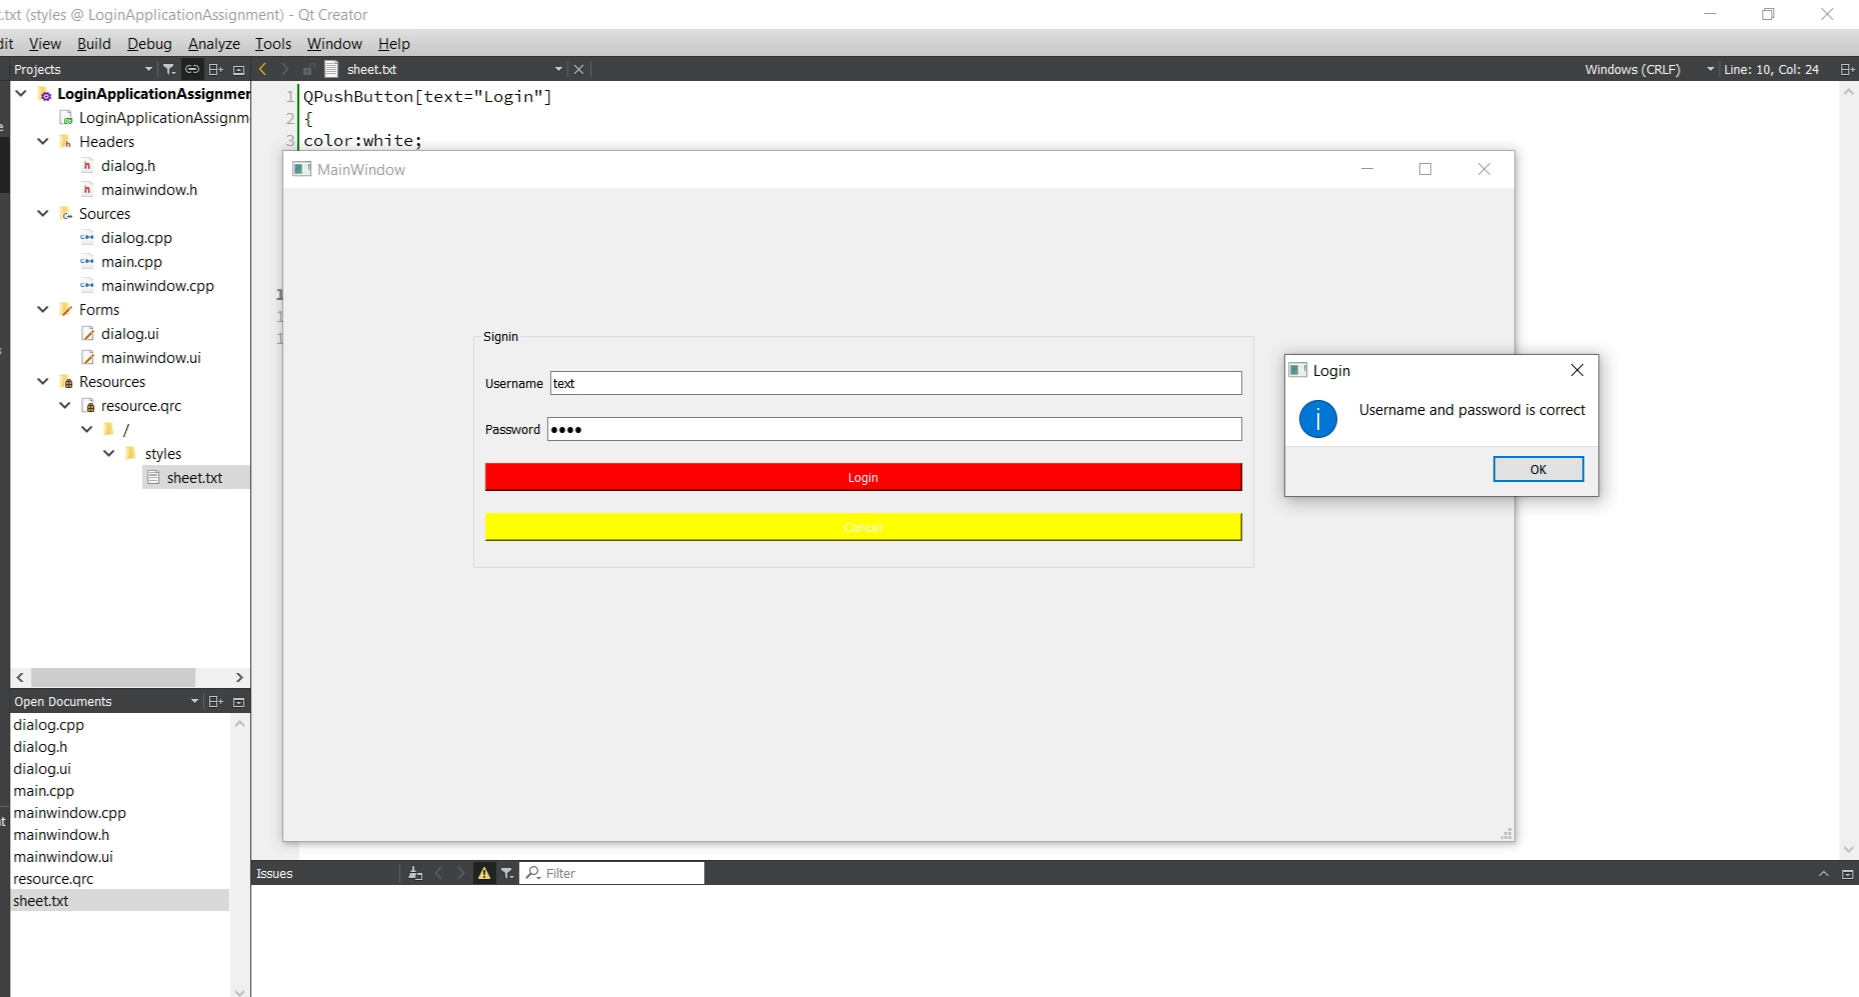 .txt (styles @ LoginApplicationAssignment) - Qt Creator
dit View Build Debug Analyze Tools Window Help
Projects
sheet.txt
Windows (CRLF)
Line: 10, Col: 24
LoginApplicationAssignmer
LoginApplicationAssignm
Headers
dialog.h
mainwindow.h
Sources
dialog.cpp
main.cpp
mainwindow.cpp
Forms
dialog.ui
mainwindow.ui
Resources
resource.qrc
/
styles
sheet.txt
1 QPushButton[text="Login"]
2 {
3 color:white;
1
1
1
MainWindow
Signin
Username text
Password ••••
Login
Cancel
Login
Username and password is correct
OK
Open Documents
dialog.cpp
dialog.h
dialog.ui
main.cpp
mainwindow.cpp
mainwindow.h
mainwindow.ui
resource.qrc
sheet.txt
Issues
Filter